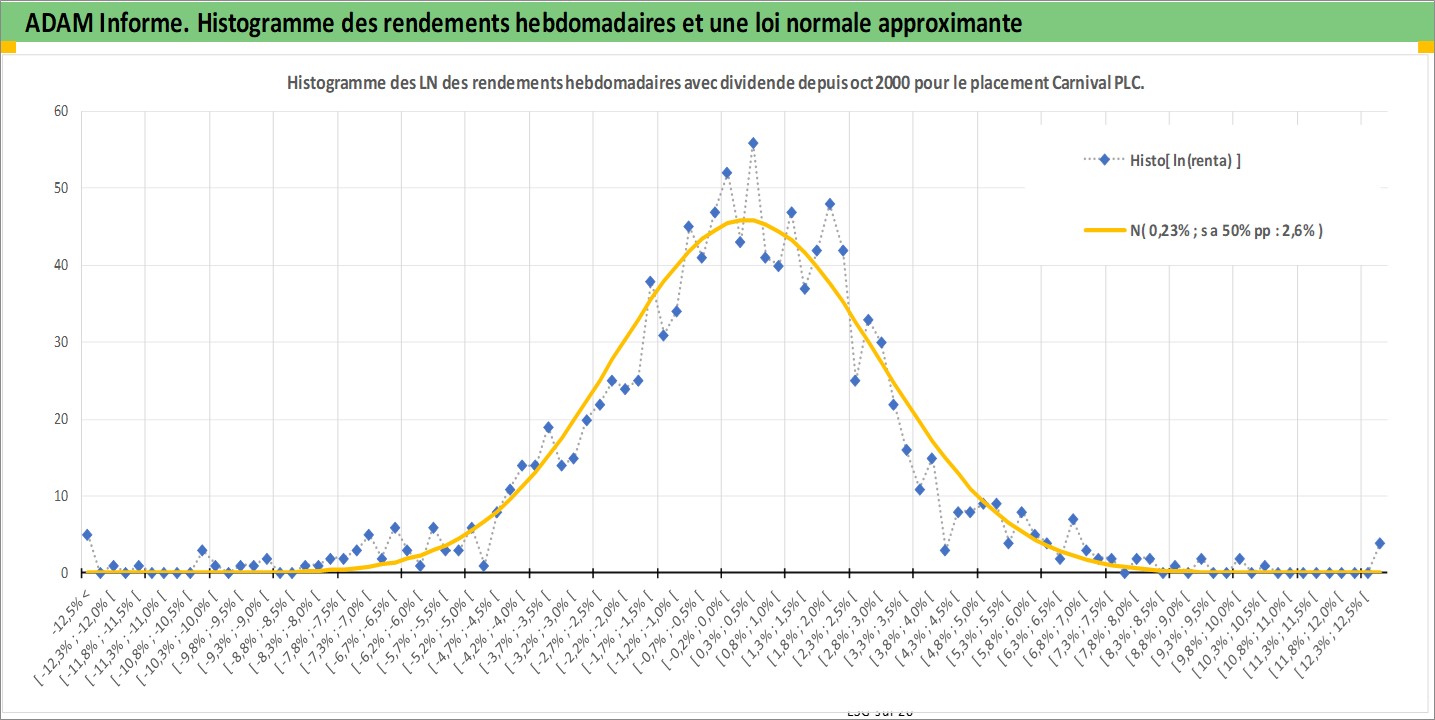 ADAM Informe. Histogramme des rendements hebdomadaires et une loi normale approximante
Histogramme des LN des rendements hebdomadaires avec dividende depuis oct 2000 pour le placement Carnival PLC.
60
50
40
30
20
10
0
Histo[ ln(renta) ]
N( 0,23% ; s a 50% pp : 2,6% )
-12,5% <
[ -12,3% ; -12,0% [
[ -11,8% ; -11,5% [
[ -11,3% ; -11,0% [
[ -10,8% ; -10,5% [
[ -10,3% ; -10,0% [
[ -9,8% ; -9,5% [
[ -9,3% ; -9,0% [
[ -8,8% ; -8,5% [
[ -8,3% ; -8,0% [
[ -7,8% ; -7,5% [
[ -7,3% ; -7,0% [
[ -6,7% ; -6,5% [
[ -6,2% ; -6,0% [
[ -5,7% ; -5,5% [
[ -5,2% ; -5,0% [
[ -4,7% ; -4,5% [
[ -4,2% ; -4,0% [
[ -3,7% ; -3,5% [
[ -3,2% ; -3,0% [
[ -2,7% ; -2,5% [
[ -2,2% ; -2,0% [
[ -1,7% ; -1,5% [
[ -1,2% ; -1,0% [
[ -0,7% ; -0,5% [
[ -0,2% ; 0,0% [
[ 0,3% ; 0,5% [
[ 0,8% ; 1,0% [
[ 1,3% ; 1,5% [
[ 1,8% ; 2,0% [
[ 2,3% ; 2,5% [
[ 2,8% ; 3,0% [
[ 3,3% ; 3,5% [
[ 3,8% ; 4,0% [
[ 4,3% ; 4,5% [
[ 4,8% ; 5,0% [
[ 5,3% ; 5,5% [
[ 5,8% ; 6,0% [
[ 6,3% ; 6,5% [
[ 6,8% ; 7,0% [
[ 7,3% ; 7,5% [
[ 7,8% ; 8,0% [
[ 8,3% ; 8,5% [
[ 8,8% ; 9,0% [
[ 9,3% ; 9,5% [
[ 9,8% ; 10,0% [
[ 10,3% ; 10,5% [
[ 10,8% ; 11,0% [
[ 11,3% ; 11,5% [
[ 11,8% ; 12,0% [
[ 12,3% ; 12,5% [